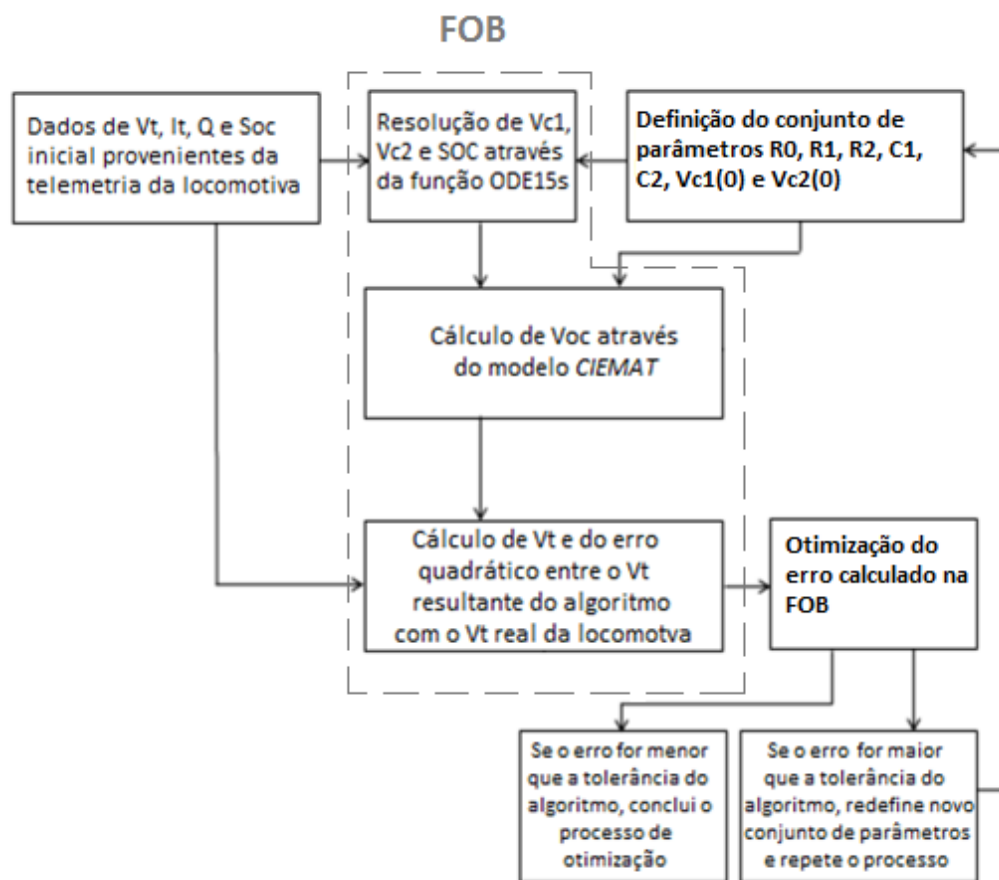 FOB
Dados de Vt, It, Q e Soc
inicial provenientes da
telemetria da locomotiva
Resolução de Vc1,
Vc2 e SOC através
da função ODE15s
Definição do conjunto de
parâmetros R0, R1, R2, C1,
C2, Vc1(0) e Vc2(0)
Cálculo de Voc através
do modelo CIEMAT
Cálculo de Vt e do erro
quadrático entre o Vt
resultante do algoritmo
com o Vt real da locomotva
Otimização do
erro calculado na
FOB
Se o erro for menor
que a tolerância do
algoritmo, conclui o
processo de
otimização
Se o erro for maior
que a tolerância do
algoritmo, redefine novo
conjunto de parâmetros
e repete o processo